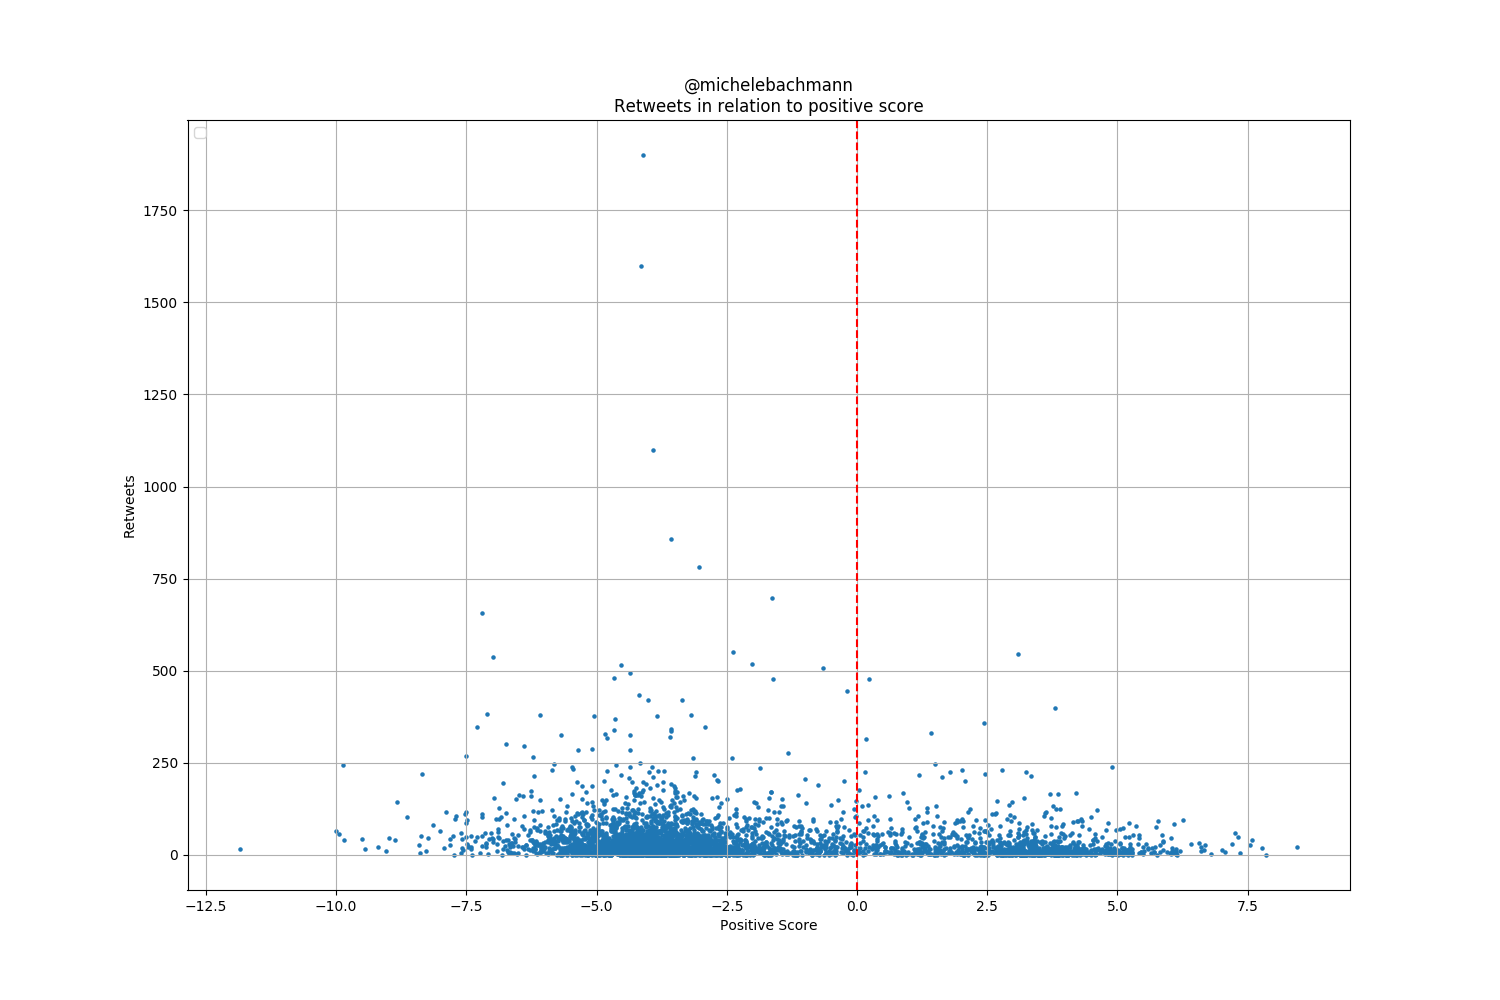 @michelebachmann
Retweets in relation to positive score
1750
1500
1250
1000
750
500
250
0
Retweets
−12.5 −10.0 −7.5 −5.0 −2.5 0.0 2.5 5.0 7.5
Positive Score